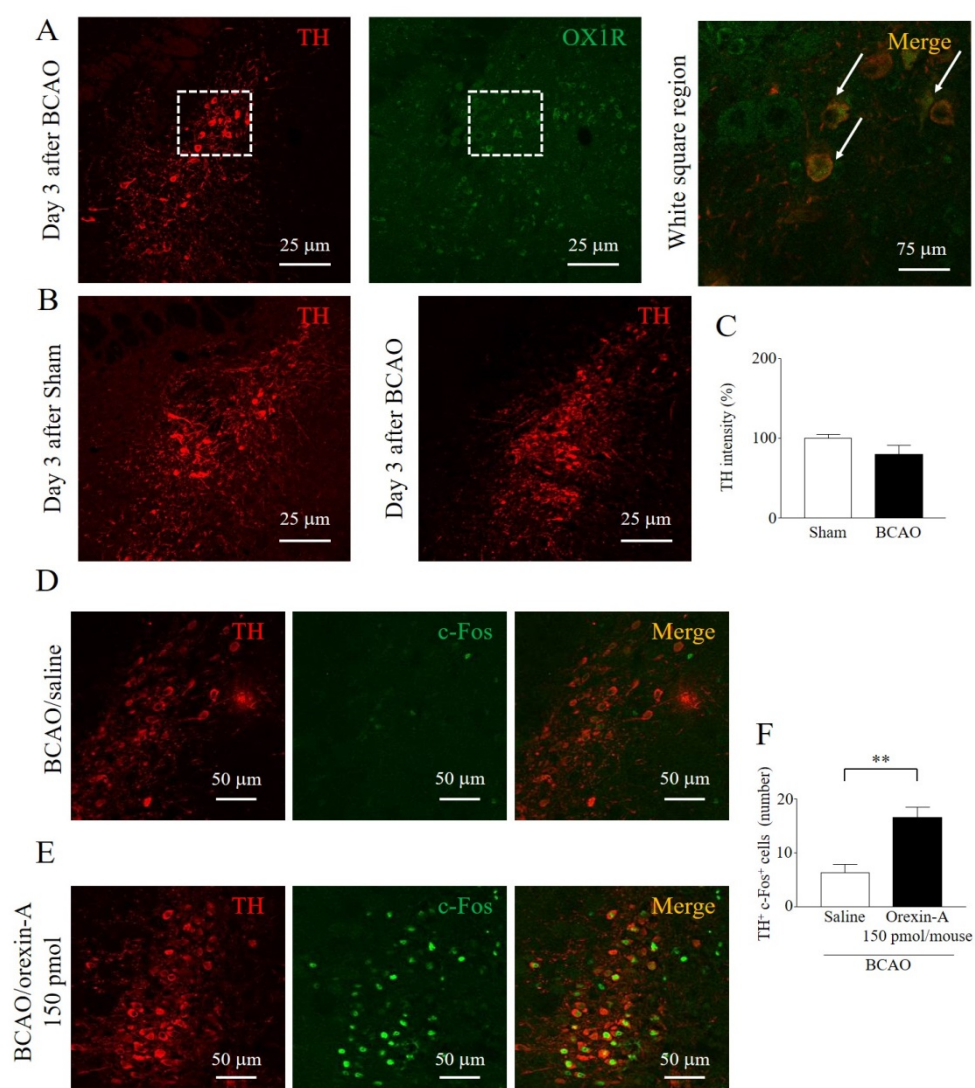 A
Day 3 after BCAO
TH
25 μm
OX1R
25 μm
White square region
Merge
75 μm
B
Day 3 after Sham
TH
25 μm
Day 3 after BCAO
TH
25 μm
C
TH intensity (%)
200
100
0
Sham
BCAO
D
BCAO/saline
TH
50 μm
c-Fos
50 μm
Merge
50 μm
E
BCAO/orexin-A
150 pmol
TH
50 μm
c-Fos
50 μm
Merge
50 μm
F
TH⁺ c-Fos⁺ cells (number)
**
20
10
0
Saline
Orexin-A
150 pmol/mouse
BCAO